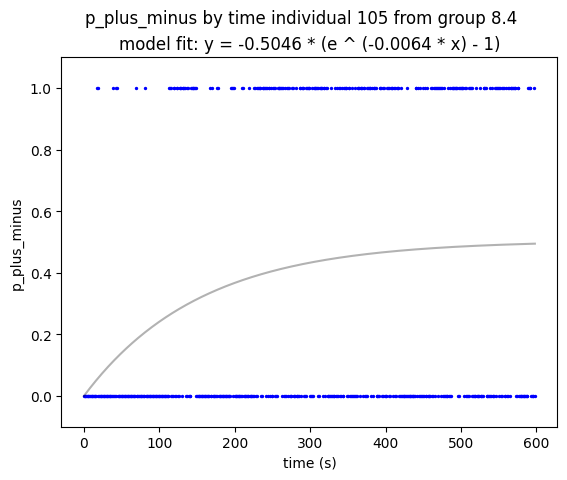 p_plus_minus by time individual 105 from group 8.4
model fit: y = -0.5046 * (e ^ (-0.0064 * x) - 1)
1.0
0.8
0.6
0.4
0.2
0.0
p_plus_minus
0 100 200 300 400 500 600
time (s)